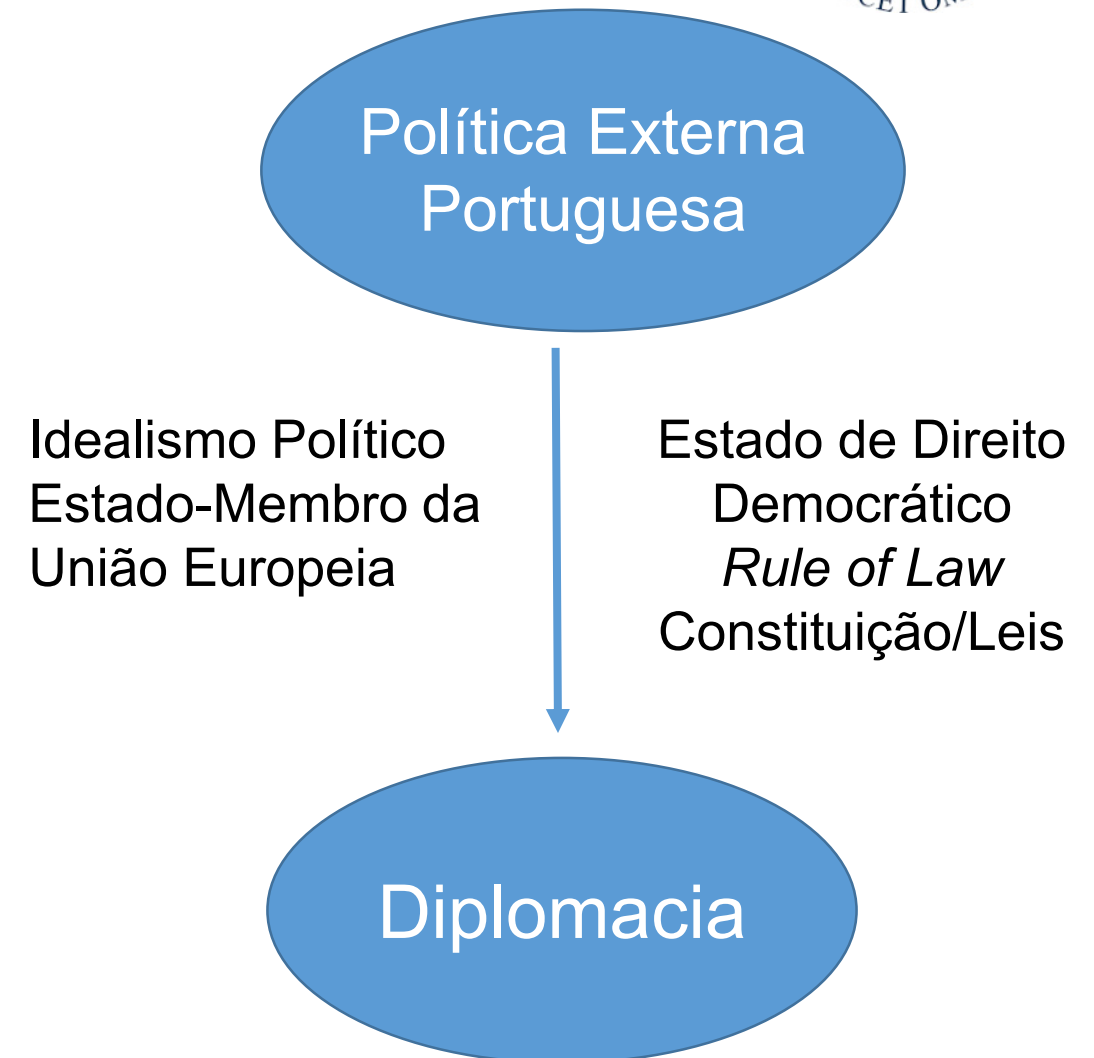 Política Externa
Portuguesa
Idealismo Político
Estado-Membro da
União Europeia
Estado de Direito
Democrático
Rule of Law
Constituição/Leis
Diplomacia